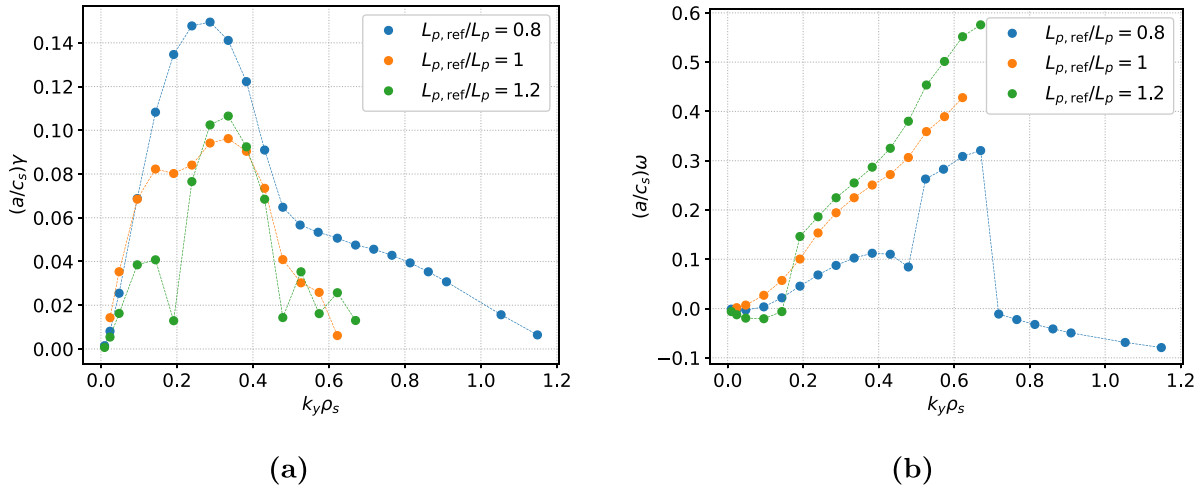 (a/c_s)γ
0.14
0.12
0.10
0.08
0.06
0.04
0.02
0.00
0.0 0.2 0.4 0.6 0.8 1.0 1.2
k_yρ_s
L_{p,ref}/L_p = 0.8
L_{p,ref}/L_p = 1
L_{p,ref}/L_p = 1.2
(a)
(a/c_s)ω
0.6
0.5
0.4
0.3
0.2
0.1
0.0
−0.1
0.0 0.2 0.4 0.6 0.8 1.0 1.2
k_yρ_s
L_{p,ref}/L_p = 0.8
L_{p,ref}/L_p = 1
L_{p,ref}/L_p = 1.2
(b)